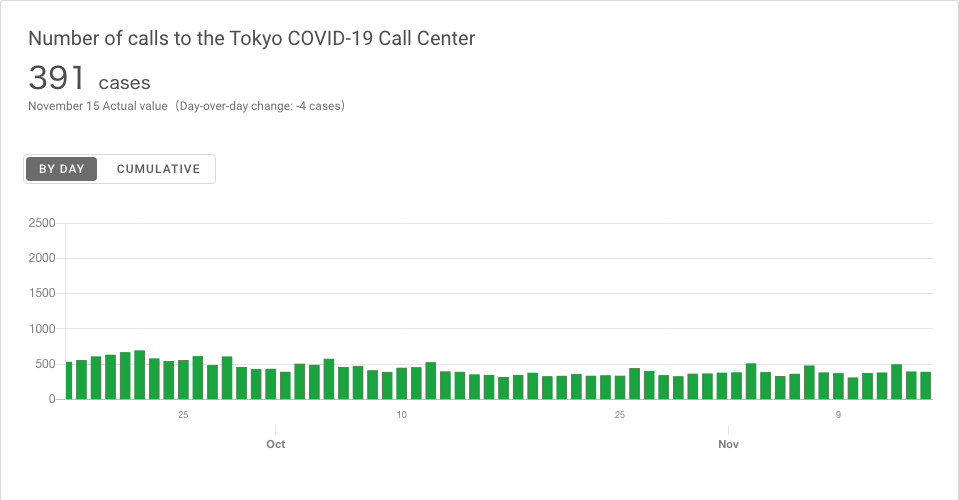 Number of calls to the Tokyo COVID-19 Call Center
391 cases
November 15 Actual value（Day-over-day change: -4 cases）
BY DAY CUMULATIVE
2500
2000
1500
1000
500
0
25 10 25 9
Oct Nov